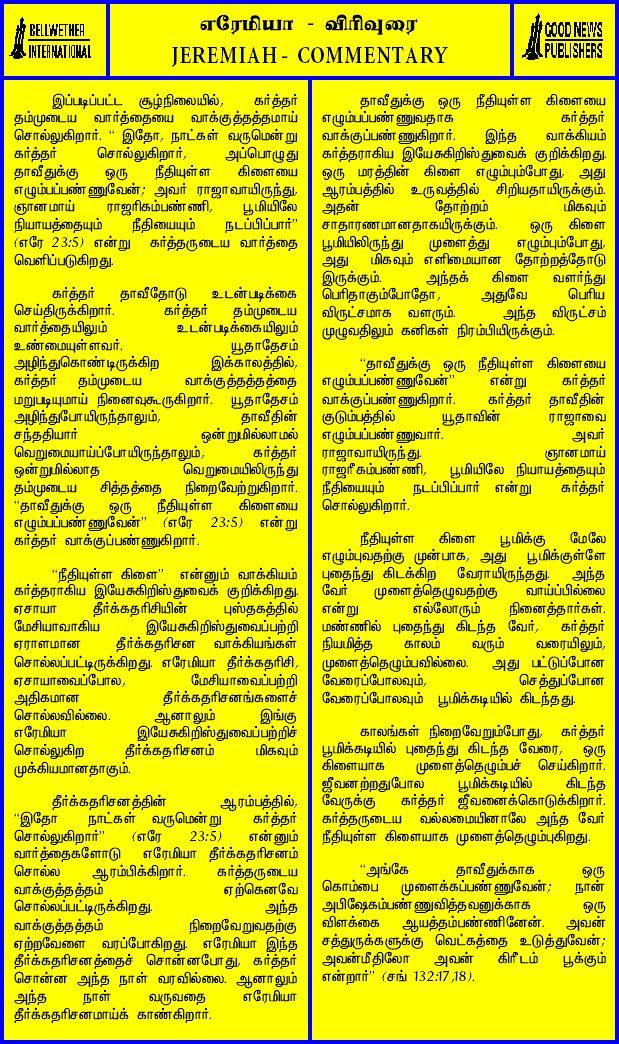 BELLWETHER
INTERNATIONAL
எரேமியா - விரிவுரை
JEREMIAH - COMMENTARY
GOOD NEWS
PUBLISHERS
இப்படிப்பட்ட சூழ்நிலையில், கர்த்தர்
தம்முடைய வார்த்தையை வாக்குத்தத்தமாய்
சொல்லுகிறார். “ இதோ, நாட்கள் வருமென்று
கர்த்தர் சொல்லுகிறார், அப்பொழுது
தாவீதுக்கு ஒரு நீதியுள்ள கிளையை
எழும்பப்பண்ணுவேன்; அவர் ராஜாவாயிருந்து,
ஞானமாய் ராஜரிகம்பண்ணி, பூமியிலே
நியாயத்தையும் நீதியையும் நடப்பிப்பார்”
(எரே 23:5) என்று கர்த்தருடைய வார்த்தை
வெளிப்படுகிறது.
கர்த்தர் தாவீதோடு உடன்படிக்கை
செய்திருக்கிறார். கர்த்தர் தம்முடைய
வார்த்தையிலும் உடன்படிக்கையிலும்
உண்மையுள்ளவர். யூதாதேசம்
அழிந்துகொண்டிருக்கிற இக்காலத்தில்,
கர்த்தர் தம்முடைய வாக்குத்தத்தத்தை
மறுபடியுமாய் நினைவுகூருகிறார். யூதாதேசம்
அழிந்துபோயிருந்தாலும், தாவீதின்
சந்ததியார் ஒன்றுமில்லாமல்
வெறுமையாய்ப்போயிருந்தாலும், கர்த்தர்
ஒன்றுமில்லாத வெறுமையிலிருந்து
தம்முடைய சித்தத்தை நிறைவேற்றுகிறார்.
“தாவீதுக்கு ஒரு நீதியுள்ள கிளையை
எழும்பப்பண்ணுவேன்” (எரே 23:5) என்று
கர்த்தர் வாக்குப்பண்ணுகிறார்.
“நீதியுள்ள கிளை” என்னும் வாக்கியம்
கர்த்தராகிய இயேசுகிறிஸ்துவைக் குறிக்கிறது.
ஏசாயா தீர்க்கதரிசியின் புஸ்தகத்தில்
மேசியாவாகிய இயேசுகிறிஸ்துவைப்பற்றி
ஏராளமான தீர்க்கதரிசன வாக்கியங்கள்
சொல்லப்பட்டிருக்கிறது. எரேமியா தீர்க்கதரிசி,
ஏசாயாவைப்போல, மேசியாவைப்பற்றி
அதிகமான தீர்க்கதரிசனங்களைச்
சொல்லவில்லை. ஆனாலும் இங்கு
எரேமியா இயேசுகிறிஸ்துவைப்பற்றிச்
சொல்லுகிற தீர்க்கதரிசனம் மிகவும்
முக்கியமானதாகும்.
தீர்க்கதரிசனத்தின் ஆரம்பத்தில்,
“இதோ நாட்கள் வருமென்று கர்த்தர்
சொல்லுகிறார்” (எரே 23:5) என்னும்
வார்த்தைகளோடு எரேமியா தீர்க்கதரிசனம்
சொல்ல ஆரம்பிக்கிறார். கர்த்தருடைய
வாக்குத்தத்தம் ஏற்கெனவே
சொல்லப்பட்டிருக்கிறது. அந்த
வாக்குத்தத்தம் நிறைவேறுவதற்கு
ஏற்றவேளை வரப்போகிறது. எரேமியா இந்த
தீர்க்கதரிசனத்தைச் சொன்னபோது, கர்த்தர்
சொன்ன அந்த நாள் வரவில்லை. ஆனாலும்
அந்த நாள் வருவதை எரேமியா
தீர்க்கதரிசனமாய்க் காண்கிறார்.
தாவீதுக்கு ஒரு நீதியுள்ள கிளையை
எழும்பப்பண்ணுவதாக கர்த்தர்
வாக்குப்பண்ணுகிறார். இந்த வாக்கியம்
கர்த்தராகிய இயேசுகிறிஸ்துவைக் குறிக்கிறது.
ஒரு மரத்தின் கிளை எழும்பும்போது, அது
ஆரம்பத்தில் உருவத்தில் சிறியதாயிருக்கும்.
அதன் தோற்றம் மிகவும்
சாதாரணமானதாகயிருக்கும். ஒரு கிளை
பூமியிலிருந்து முளைத்து எழும்பும்போது,
அது மிகவும் எளிமையான தோற்றத்தோடு
இருக்கும். அந்தக் கிளை வளர்ந்து
பெரிதாகும்போதோ, அதுவே பெரிய
விருட்சமாக வளரும். அந்த விருட்சம்
முழுவதிலும் கனிகள் நிரம்பியிருக்கும்.
“தாவீதுக்கு ஒரு நீதியுள்ள கிளையை
எழும்பப்பண்ணுவேன்” என்று கர்த்தர்
வாக்குப்பண்ணுகிறார். கர்த்தர் தாவீதின்
குடும்பத்தில் யூதாவின் ராஜாவை
எழும்பப்பண்ணுவார். அவர்
ராஜாவாயிருந்து. ஞானமாய்
ராஜரீகம்பண்ணி, பூமியிலே நியாயத்தையும்
நீதியையும் நடப்பிப்பார் என்று கர்த்தர்
சொல்லுகிறார்.
நீதியுள்ள கிளை பூமிக்கு மேலே
எழும்புவதற்கு முன்பாக, அது பூமிக்குள்ளே
புதைந்து கிடக்கிற வேராயிருந்தது. அந்த
வேர் முளைத்தெழுவதற்கு வாய்ப்பில்லை
என்று எல்லோரும் நினைத்தார்கள்.
மண்ணில் புதைந்து கிடந்த வேர், கர்த்தர்
நியமித்த காலம் வரும் வரையிலும்,
முளைத்தெழும்பவில்லை. அது பட்டுப்போன
வேரைப்போலவும், செத்துப்போன
வேரைப்போலவும் பூமிக்கடியில் கிடந்தது.
காலங்கள் நிறைவேறும்போது, கர்த்தர்
பூமிக்கடியில் புதைந்து கிடந்த வேரை, ஒரு
கிளையாக முளைத்தெழும்பச் செய்கிறார்.
ஜீவனற்றதுபோல பூமிக்கடியில் கிடந்த
வேருக்கு கர்த்தர் ஜீவனைக்கொடுக்கிறார்.
கர்த்தருடைய வல்லமையினாலே அந்த வேர்
நீதியுள்ள கிளையாக முளைத்தெழும்புகிறது.
“அங்கே தாவீதுக்காக ஒரு
கொம்பை முளைக்கப்பண்ணுவேன்; நான்
அபிஷேகம்பண்ணுவித்தவனுக்காக ஒரு
விளக்கை ஆயத்தம்பண்ணினேன். அவன்
சத்துருக்களுக்கு வெட்கத்தை உடுத்துவேன்;
அவன்மீதிலோ அவன் கிரீடம் பூக்கும்
என்றார்” (சங் 132:17,18).